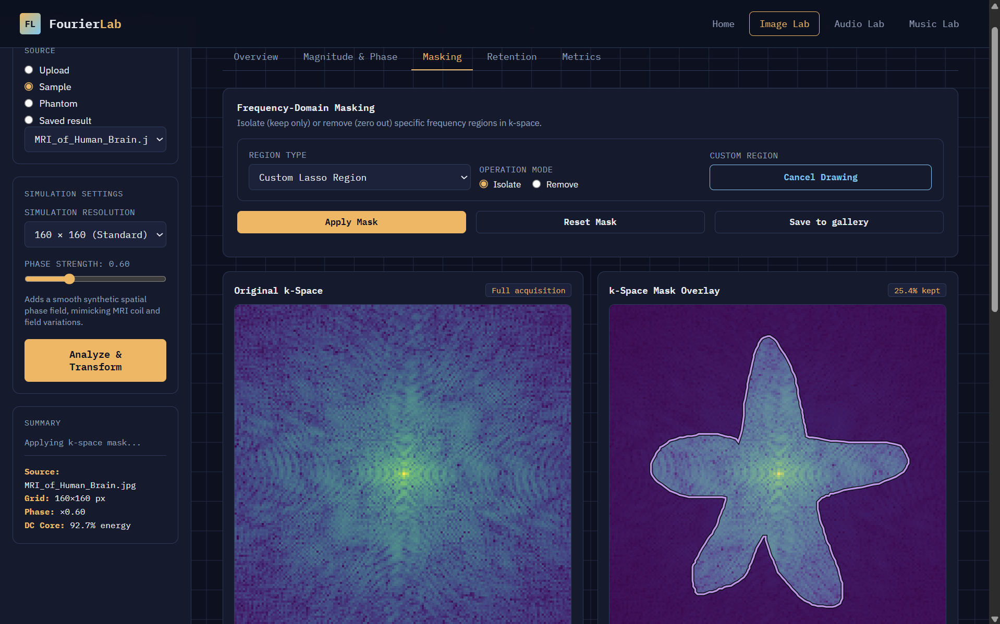 FL FourierLab
Home Image Lab Audio Lab Music Lab
SOURCE
Upload
Sample
Phantom
Saved result
MRI_of_Human_Brain.j
SIMULATION SETTINGS
SIMULATION RESOLUTION
160 × 160 (Standard)
PHASE STRENGTH: 0.60
Adds a smooth synthetic spatial
phase field, mimicking MRI coil and
field variations.
Analyze &
Transform
SUMMARY
Applying k-space mask...
Source:
MRI_of_Human_Brain.jpg
Grid: 160×160 px
Phase: ×0.60
DC Core: 92.7% energy
Overview Magnitude & Phase Masking Retention Metrics
Frequency-Domain Masking
Isolate (keep only) or remove (zero out) specific frequency regions in k-space.
REGION TYPE
Custom Lasso Region
OPERATION MODE
Isolate Remove
CUSTOM REGION
Cancel Drawing
Apply Mask Reset Mask Save to gallery
Original k-Space Full acquisition
k-Space Mask Overlay 25.4% kept